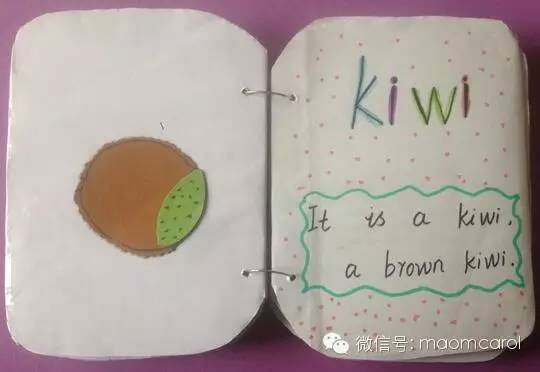 kiwi
It is a kiwi.
a brown kiwi.
微信号: maomcarol